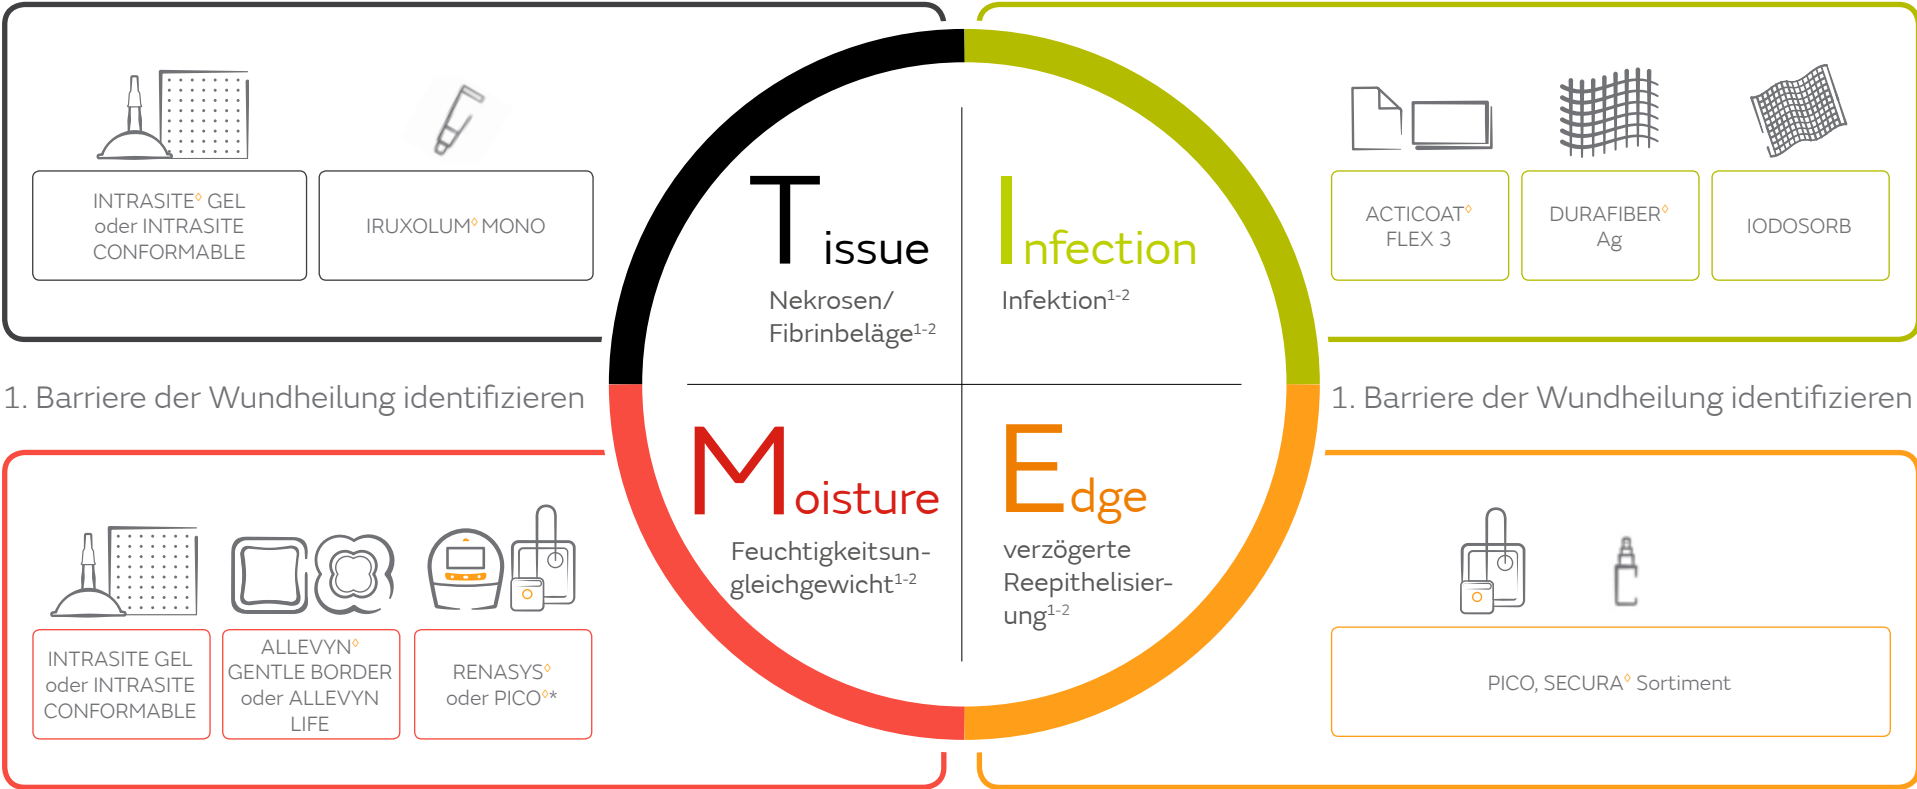 INTRASITE◊ GEL
oder INTRASITE
CONFORMABLE
IRUXOLUM◊ MONO
Tissue
Nekrosen/
Fibrinbeläge1-2
Infection
Infektion1-2
ACTICOAT◊
FLEX 3
DURAFIBER◊
Ag
IODOSORB
1. Barriere der Wundheilung identifizieren
1. Barriere der Wundheilung identifizieren
INTRASITE GEL
oder INTRASITE
CONFORMABLE
ALLEVYN◊
GENTLE BORDER
oder ALLEVYN
LIFE
RENASYS◊
oder PICO◊*
Moisture
Feuchtigkeitsun-
gleichgewicht1-2
Edge
verzögerte
Reepithelisier-
ung1-2
PICO, SECURA◊ Sortiment